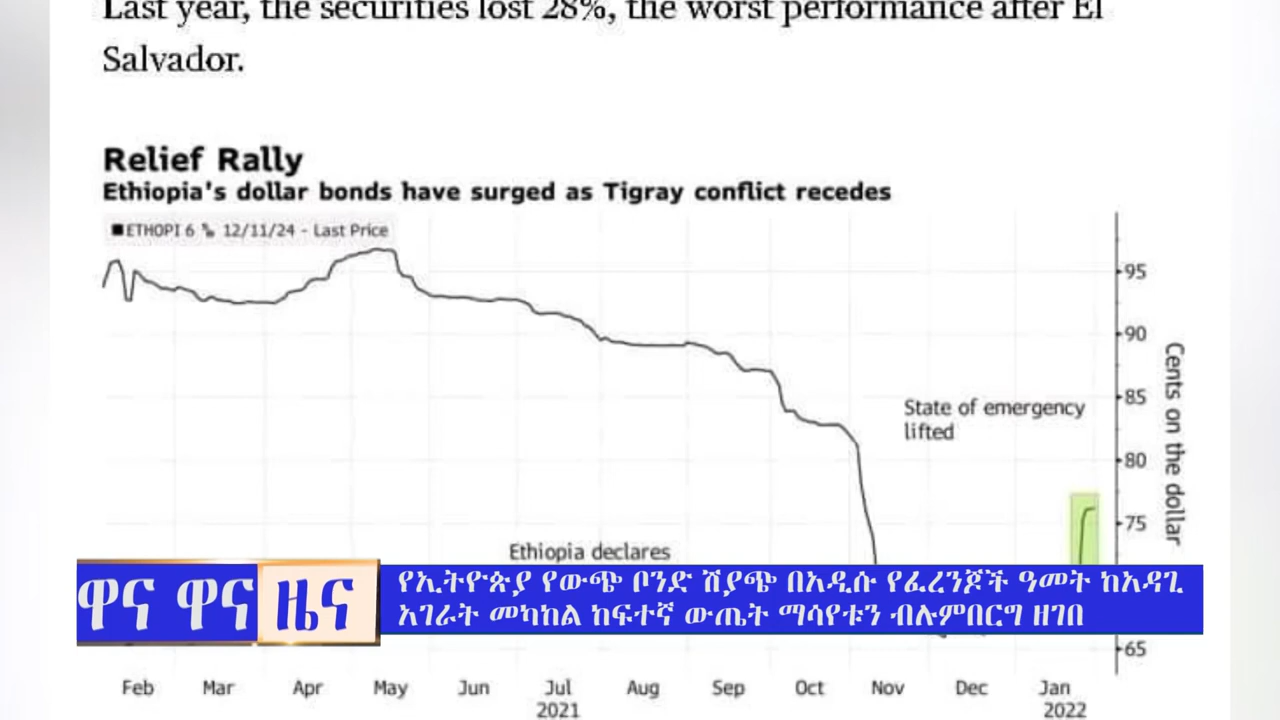 Last year, the securities lost 28%, the worst performance after El
Salvador.
Relief Rally
Ethiopia's dollar bonds have surged as Tigray conflict recedes
ETHOPI 6 ⅝ 12/11/24 - Last Price
95
90
85
State of emergency
lifted
80
75
Cents on the dollar
Ethiopia declares
ዋና ዋና ዜና
የኢትዮጵያ የውጭ ቦንድ ሽያጭ በአዲሱ የፈረንጆች ዓመት ከአዳጊ
አገራት መካከል ከፍተኛ ውጤት ማሳየቱን ብሉምበርግ ዘገበ
65
Feb Mar Apr May Jun Jul Aug Sep Oct Nov Dec Jan
2021 2022